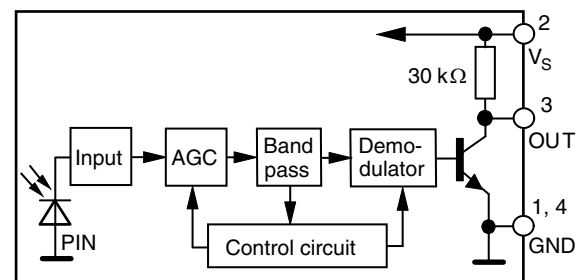 2
V_S
30 kΩ
3
OUT
Input
AGC
Band
pass
Demo-
dulator
1, 4
GND
PIN
Control circuit